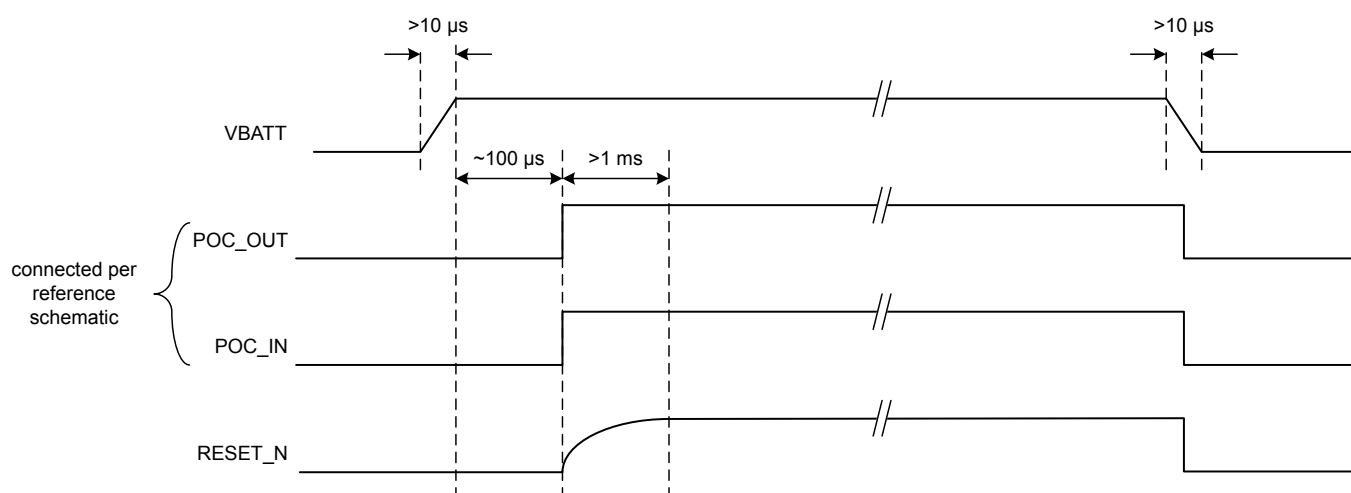 >10 µs
>10 µs
VBATT
~100 µs
>1 ms
POC_OUT
connected per
reference
schematic
POC_IN
RESET_N